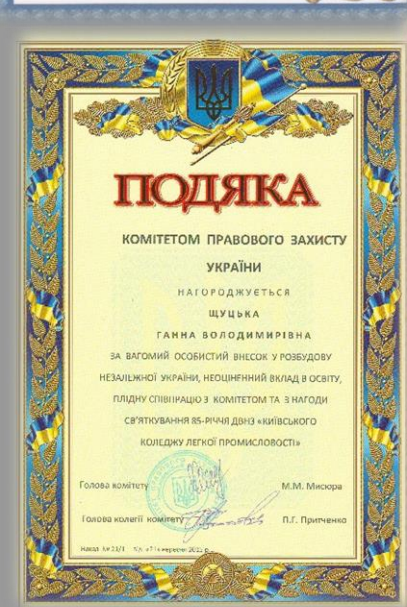 ПОДЯКА
КОМІТЕТОМ ПРАВОВОГО ЗАХИСТУ
УКРАЇНИ
НАГОРОДЖУЄТЬСЯ
ЩУЦЬКА
ГАННА ВОЛОДИМИРІВНА
ЗА ВАГОМИЙ ОСОБИСТИЙ ВНЕСОК У РОЗБУДОВУ
НЕЗАЛЕЖНОЇ УКРАЇНИ, НЕОЦІНЕННИЙ ВКЛАД В ОСВІТУ,
ПЛІДНУ СПІВПРАЦЮ З КОМІТЕТОМ ТА З НАГОДИ
СВ'ЯТКУВАННЯ 85-РІЧЧЯ ДВНЗ «КИЇВСЬКОГО
КОЛЕДЖУ ЛЕГКОЇ ПРОМИСЛОВОСТІ»
Голова комітету М.М. Мисюра
Голова колегії комітету П.Г. Притченко
вересня